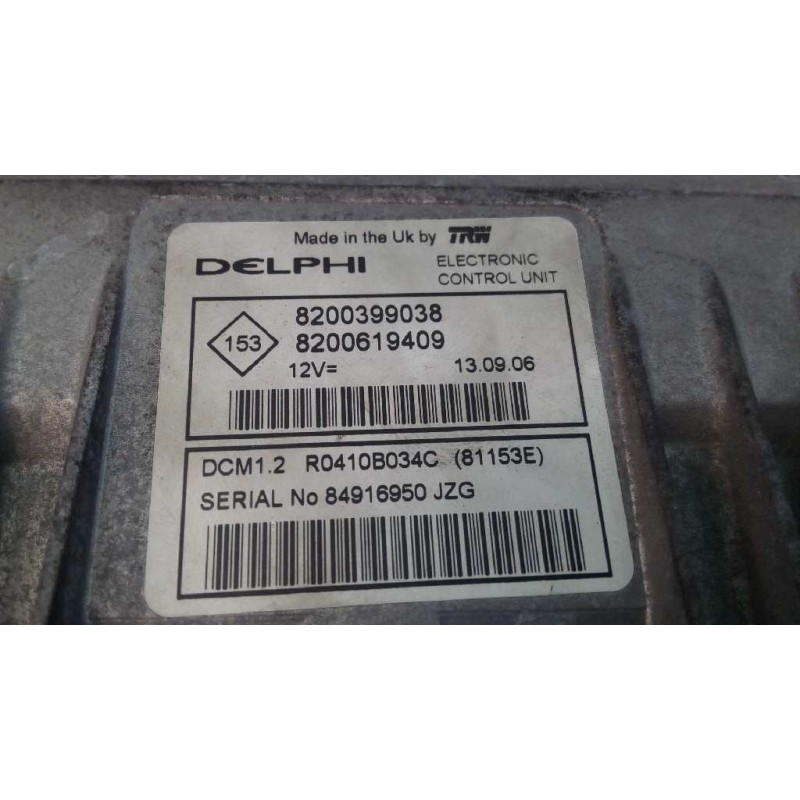 Made in the Uk by TRW
DELPHI
ELECTRONIC
CONTROL UNIT
153
8200399038
8200619409
12V=
13.09.06
DCM1.2 R0410B034C (81153E)
SERIAL No 84916950 JZG